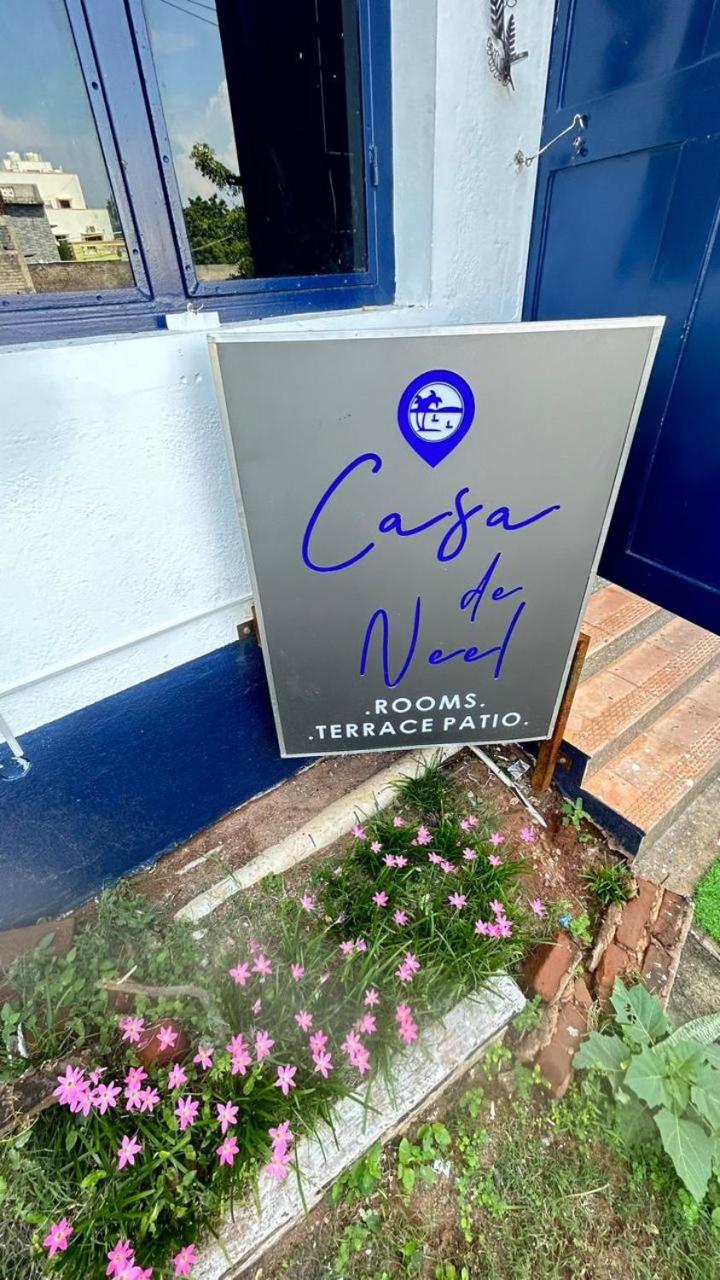 Casa
de
Neel
.ROOMS.
.TERRACE PATIO.